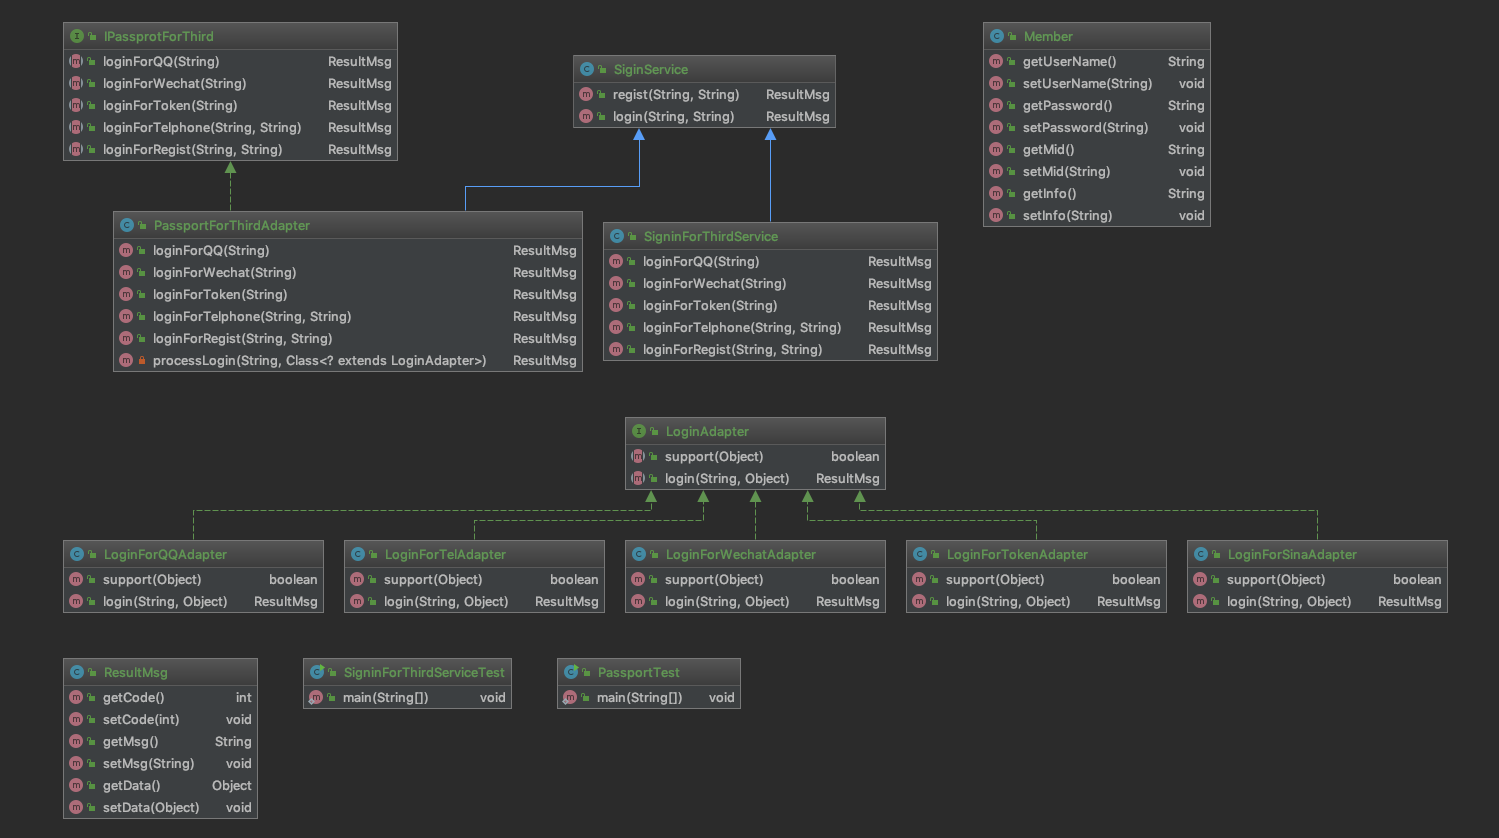 IPassprotForThird
loginForQQ(String) ResultMsg
loginForWechat(String) ResultMsg
loginForToken(String) ResultMsg
loginForTelphone(String, String) ResultMsg
loginForRegist(String, String) ResultMsg
SiginService
regist(String, String) ResultMsg
login(String, String) ResultMsg
Member
getUserName() String
setUserName(String) void
getPassword() String
setPassword(String) void
getMid() String
setMid(String) void
getInfo() String
setInfo(String) void
PassportForThirdAdapter
loginForQQ(String) ResultMsg
loginForWechat(String) ResultMsg
loginForToken(String) ResultMsg
loginForTelphone(String, String) ResultMsg
loginForRegist(String, String) ResultMsg
processLogin(String, Class<? extends LoginAdapter>) ResultMsg
SigninForThirdService
loginForQQ(String) ResultMsg
loginForWechat(String) ResultMsg
loginForToken(String) ResultMsg
loginForTelphone(String, String) ResultMsg
loginForRegist(String, String) ResultMsg
LoginAdapter
support(Object) boolean
login(String, Object) ResultMsg
LoginForQQAdapter
support(Object) boolean
login(String, Object) ResultMsg
LoginForTelAdapter
support(Object) boolean
login(String, Object) ResultMsg
LoginForWechatAdapter
support(Object) boolean
login(String, Object) ResultMsg
LoginForTokenAdapter
support(Object) boolean
login(String, Object) ResultMsg
LoginForSinaAdapter
support(Object) boolean
login(String, Object) ResultMsg
ResultMsg
getCode() int
setCode(int) void
getMsg() String
setMsg(String) void
getData() Object
setData(Object) void
SigninForThirdServiceTest
main(String[]) void
PassportTest
main(String[]) void